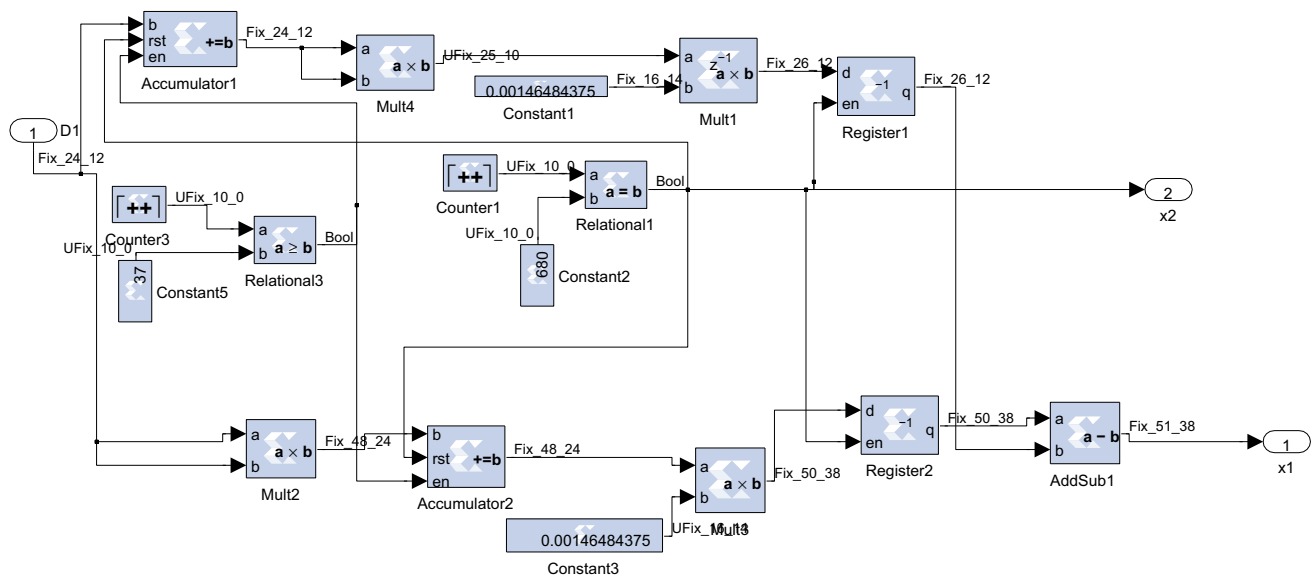 b
rst
en
+=b
Accumulator1
Fix_24_12
a
b
a × b
Mult4
UFix_25_10
0.00146484375
Constant1
Fix_16_14
a
b
z⁻¹
a × b
Mult1
Fix_26_12
d
en
-1
q
Register1
Fix_26_12
1
D1
Fix_24_12
++
Counter3
UFix_10_0
37
Constant5
UFix_10_0
a
b
a ≥ b
Relational3
Bool
++
Counter1
UFix_10_0
680
Constant2
UFix_10_0
a
b
a = b
Relational1
Bool
2
x2
a
b
a × b
Mult2
Fix_48_24
b
rst
en
+=b
Accumulator2
Fix_48_24
0.00146484375
Constant3
a
b
a × b
Fix_50_38
d
en
-1
q
Register2
Fix_50_38
a
b
a − b
AddSub1
Fix_51_38
1
x1